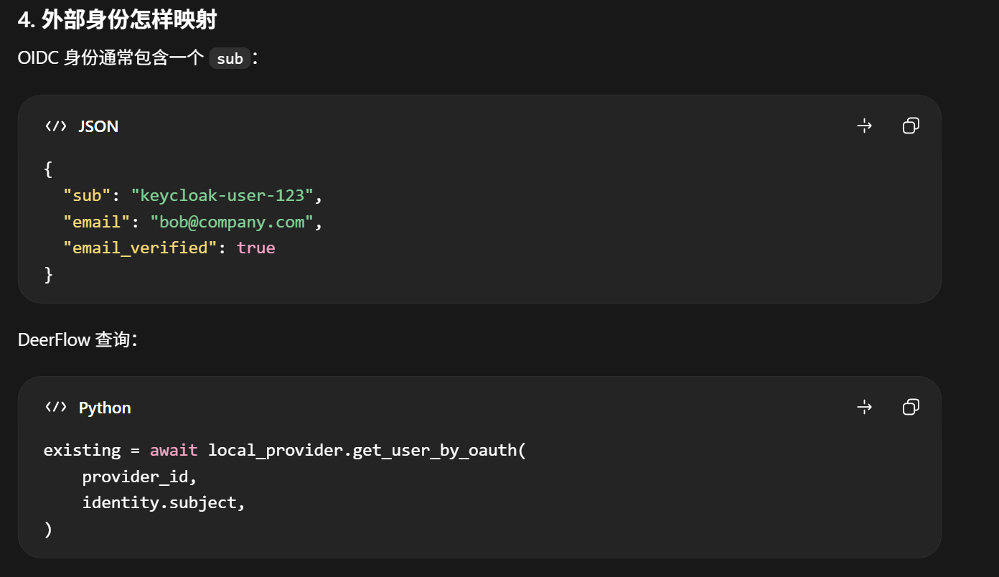 4. 外部身份怎样映射
OIDC 身份通常包含一个 sub：
</> JSON
{
  "sub": "keycloak-user-123",
  "email": "bob@company.com",
  "email_verified": true
}
DeerFlow 查询：
</> Python
existing = await local_provider.get_user_by_oauth(
    provider_id,
    identity.subject,
)